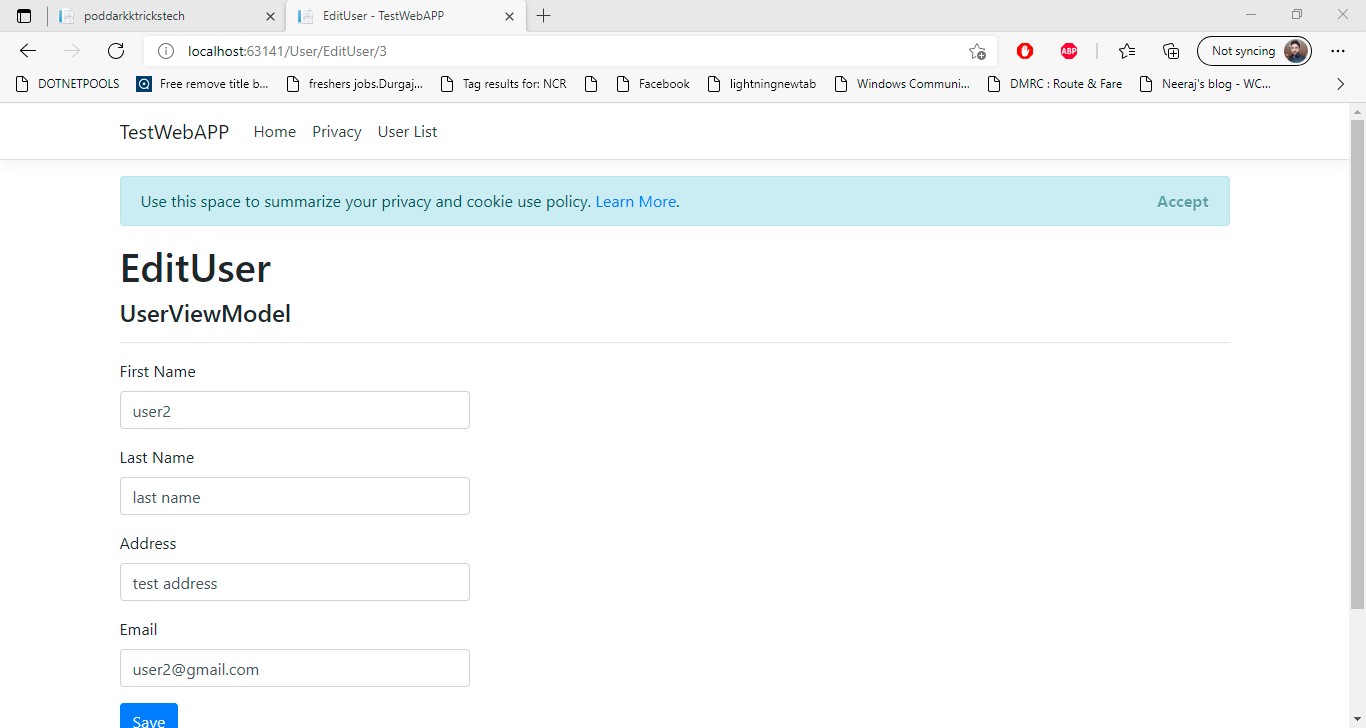 poddarkktrickstech
EditUser - TestWebAPP
localhost:63141/User/EditUser/3
ABP
Not syncing
DOTNETPOOLS
Free remove title b...
freshers jobs.Durgaj...
Tag results for: NCR
Facebook
lightningnewtab
Windows Communi...
DMRC : Route & Fare
Neeraj's blog - WC...
TestWebAPP
Home
Privacy
User List
Use this space to summarize your privacy and cookie use policy. Learn More.
Accept
EditUser
UserViewModel
First Name
user2
Last Name
last name
Address
test address
Email
user2@gmail.com
Save